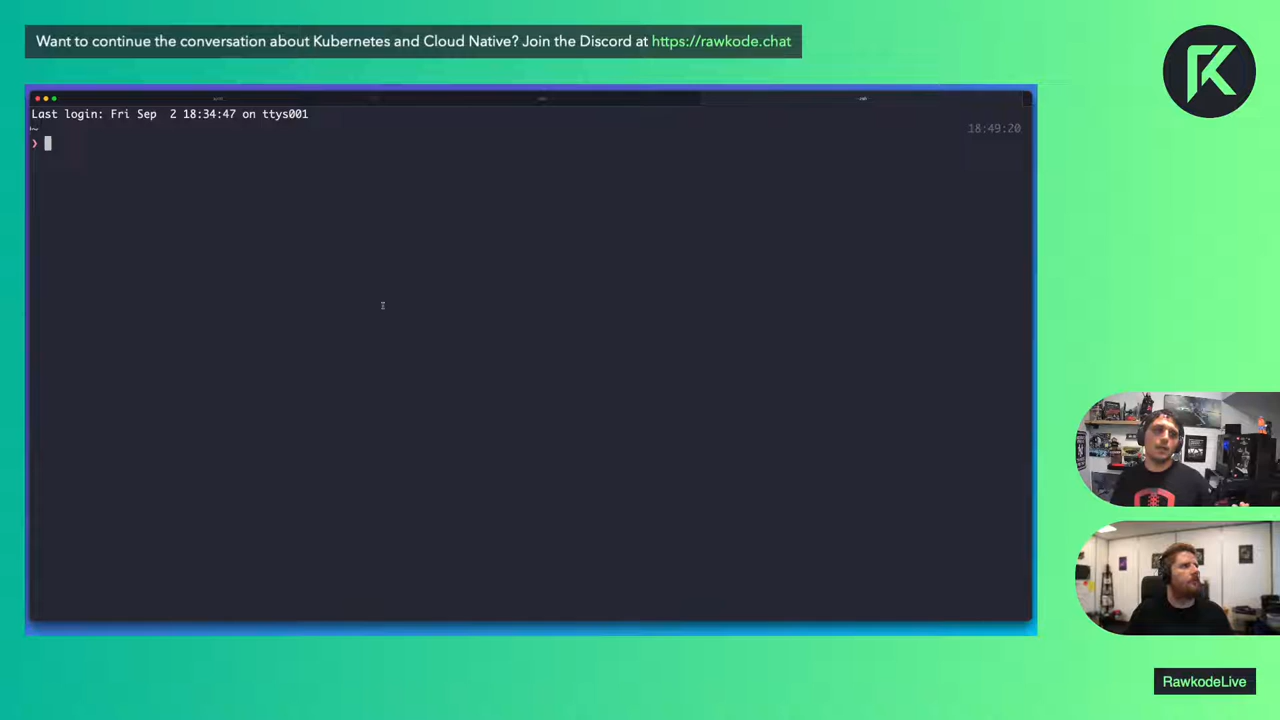 Want to continue the conversation about Kubernetes and Cloud Native? Join the Discord at https://rawkode.chat
Last login: Fri Sep  2 18:34:47 on ttys001
~
18:49:20
❯
RawkodeLive